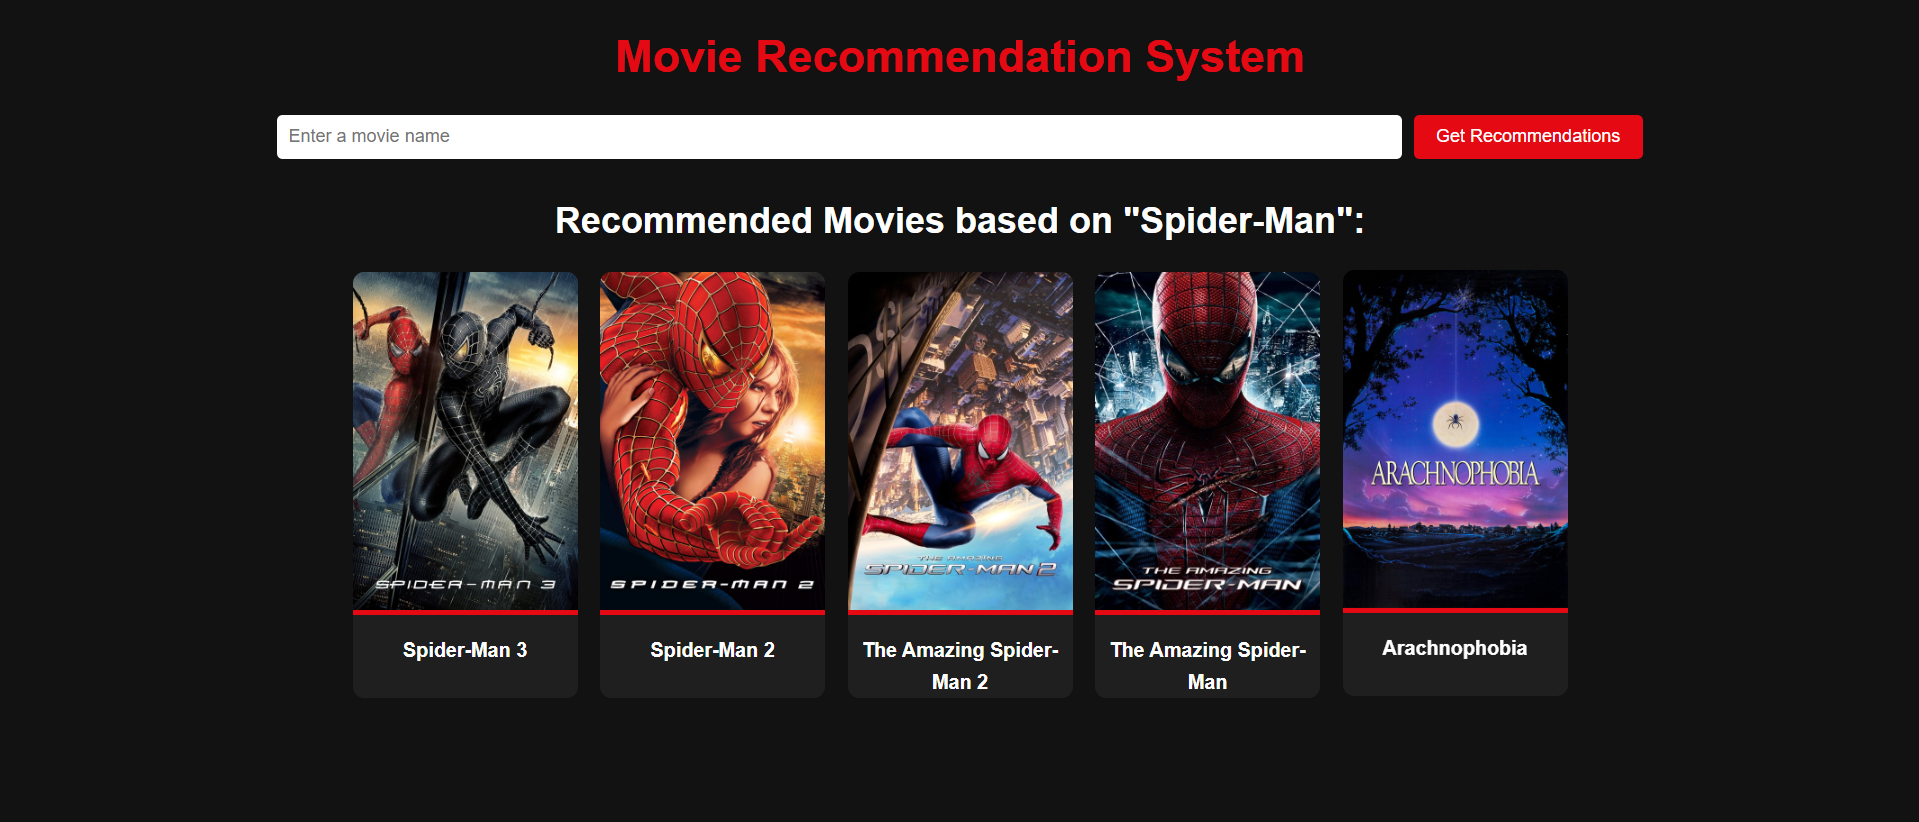 Movie Recommendation System
Enter a movie name
Get Recommendations
Recommended Movies based on "Spider-Man":
SPIDER-MAN 3
SPIDER-MAN 2
THE AMAZING
SPIDER-MAN 2
THE AMAZING
SPIDER-MAN
ARACHNOPHOBIA
Spider-Man 3
Spider-Man 2
The Amazing Spider-
Man 2
The Amazing Spider-
Man
Arachnophobia